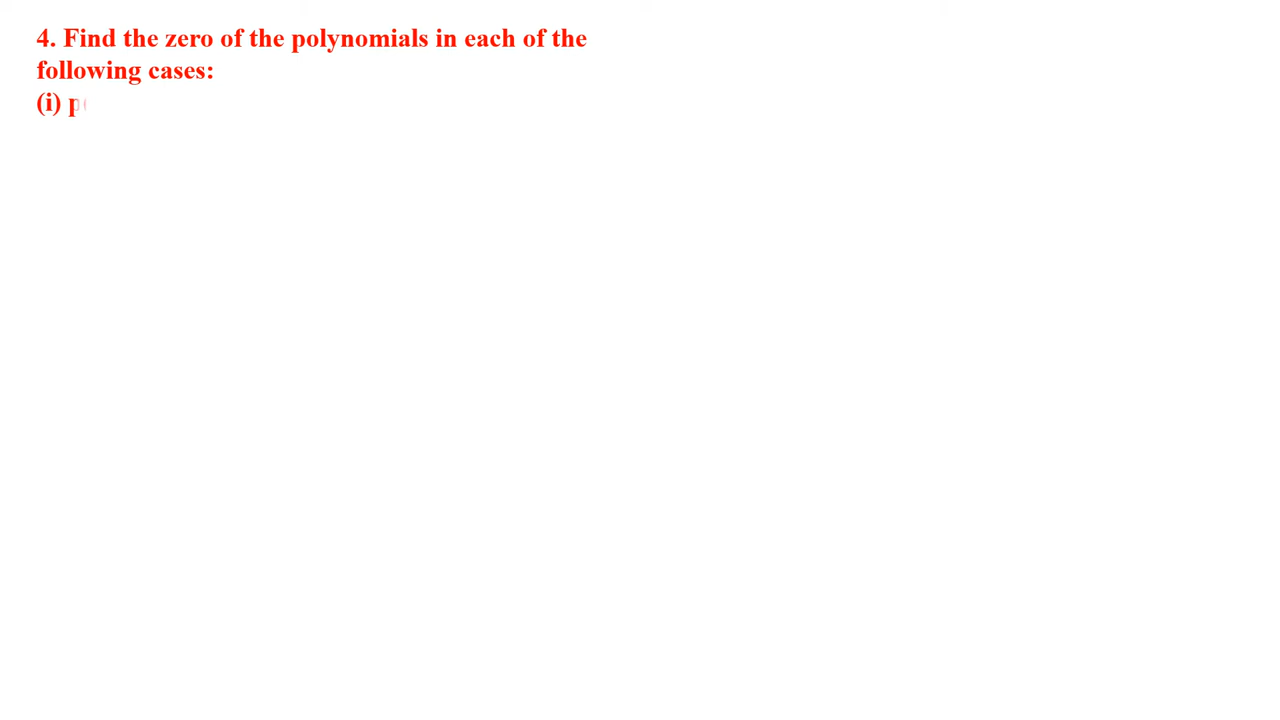 4. Find the zero of the polynomials in each of the
following cases:
(i) p